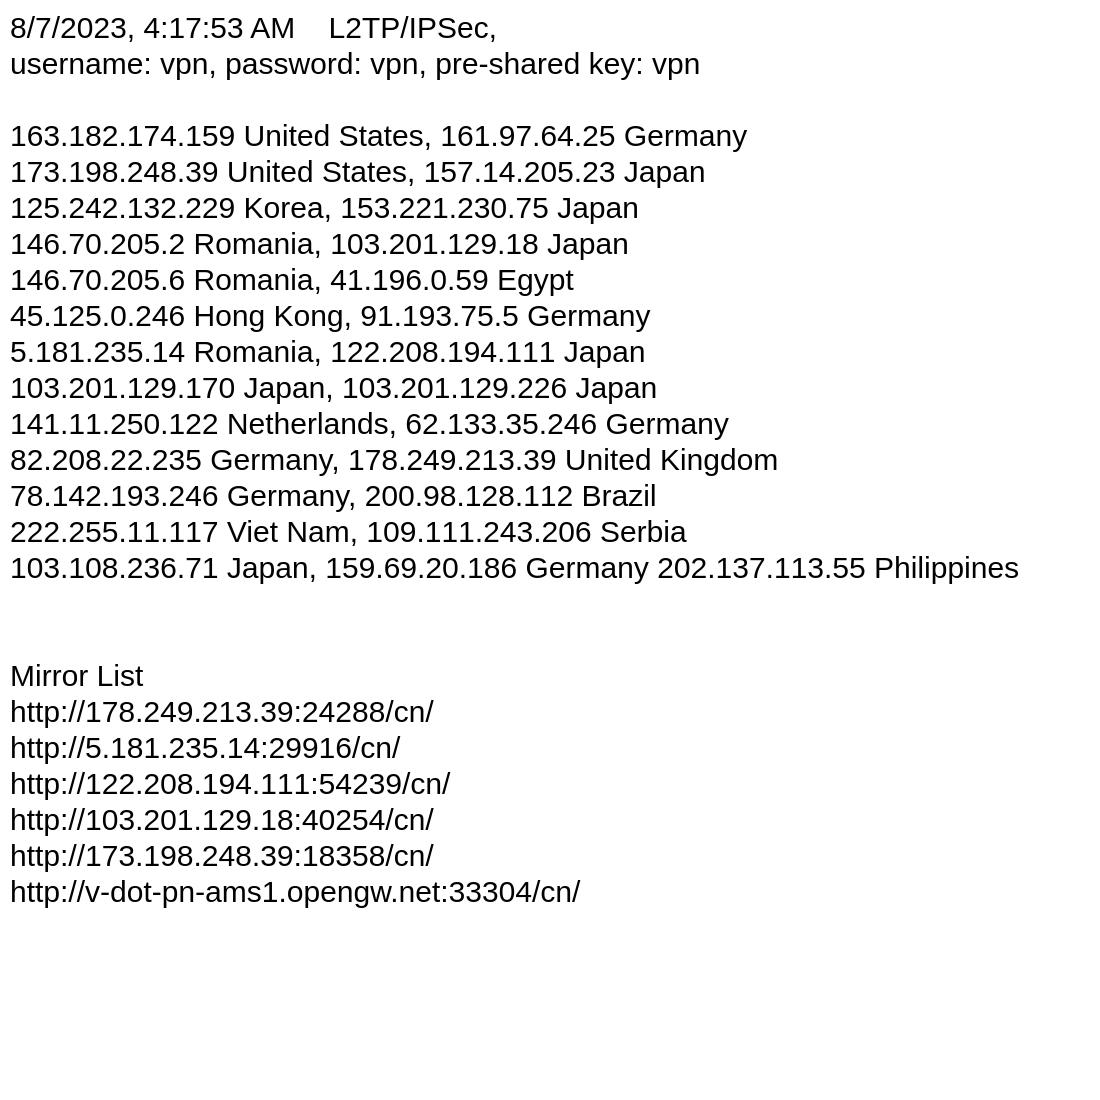 8/7/2023, 4:17:53 AM    L2TP/IPSec,
username: vpn, password: vpn, pre-shared key: vpn
163.182.174.159 United States, 161.97.64.25 Germany
173.198.248.39 United States, 157.14.205.23 Japan
125.242.132.229 Korea, 153.221.230.75 Japan
146.70.205.2 Romania, 103.201.129.18 Japan
146.70.205.6 Romania, 41.196.0.59 Egypt
45.125.0.246 Hong Kong, 91.193.75.5 Germany
5.181.235.14 Romania, 122.208.194.111 Japan
103.201.129.170 Japan, 103.201.129.226 Japan
141.11.250.122 Netherlands, 62.133.35.246 Germany
82.208.22.235 Germany, 178.249.213.39 United Kingdom
78.142.193.246 Germany, 200.98.128.112 Brazil
222.255.11.117 Viet Nam, 109.111.243.206 Serbia
103.108.236.71 Japan, 159.69.20.186 Germany 202.137.113.55 Philippines
Mirror List
http://178.249.213.39:24288/cn/
http://5.181.235.14:29916/cn/
http://122.208.194.111:54239/cn/
http://103.201.129.18:40254/cn/
http://173.198.248.39:18358/cn/
http://v-dot-pn-ams1.opengw.net:33304/cn/